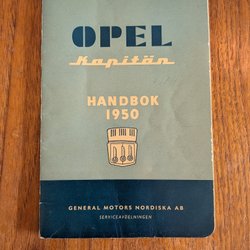 OPEL
Kapitän
HANDBOK
1950
GENERAL MOTORS NORDISKA AB
SERVICEAVDELNINGEN